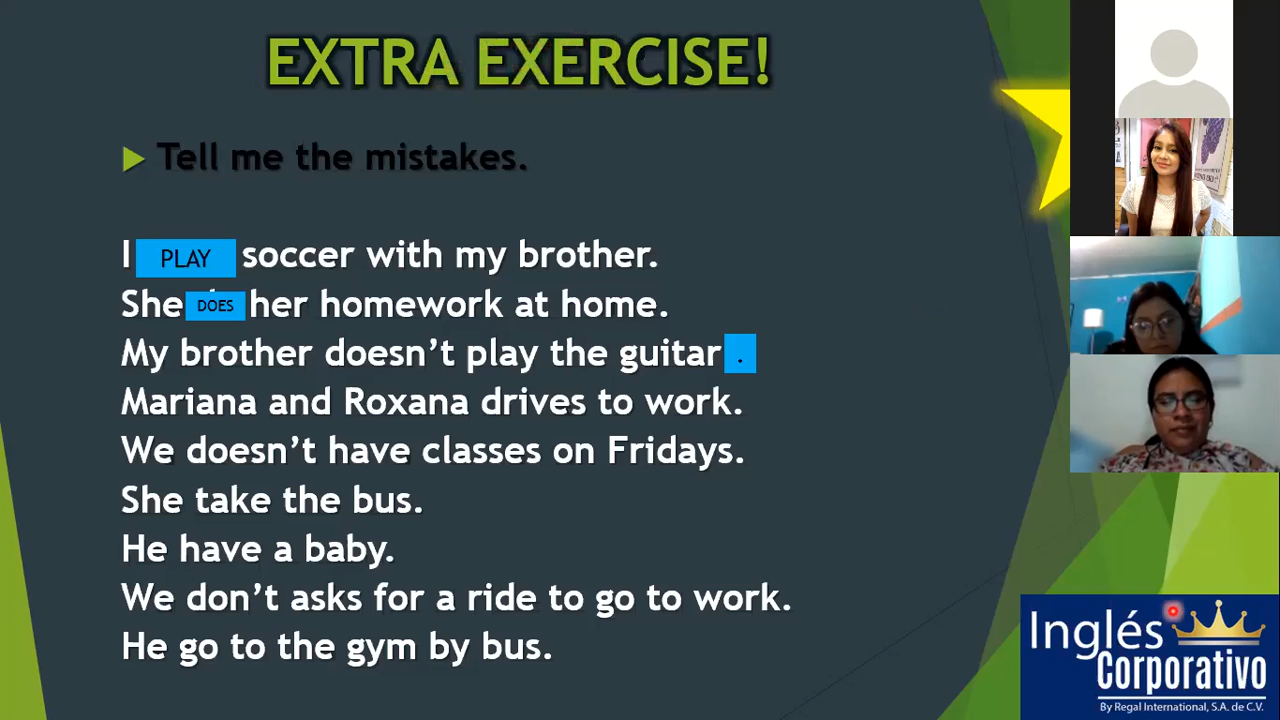 EXTRA EXERCISE!
Tell me the mistakes.
I PLAY soccer with my brother.
She DOES her homework at home.
My brother doesn’t play the guitar .
Mariana and Roxana drives to work.
We doesn’t have classes on Fridays.
She take the bus.
He have a baby.
We don’t asks for a ride to go to work.
He go to the gym by bus.
Inglés
Corporativo
By Regal International, S.A. de C.V.